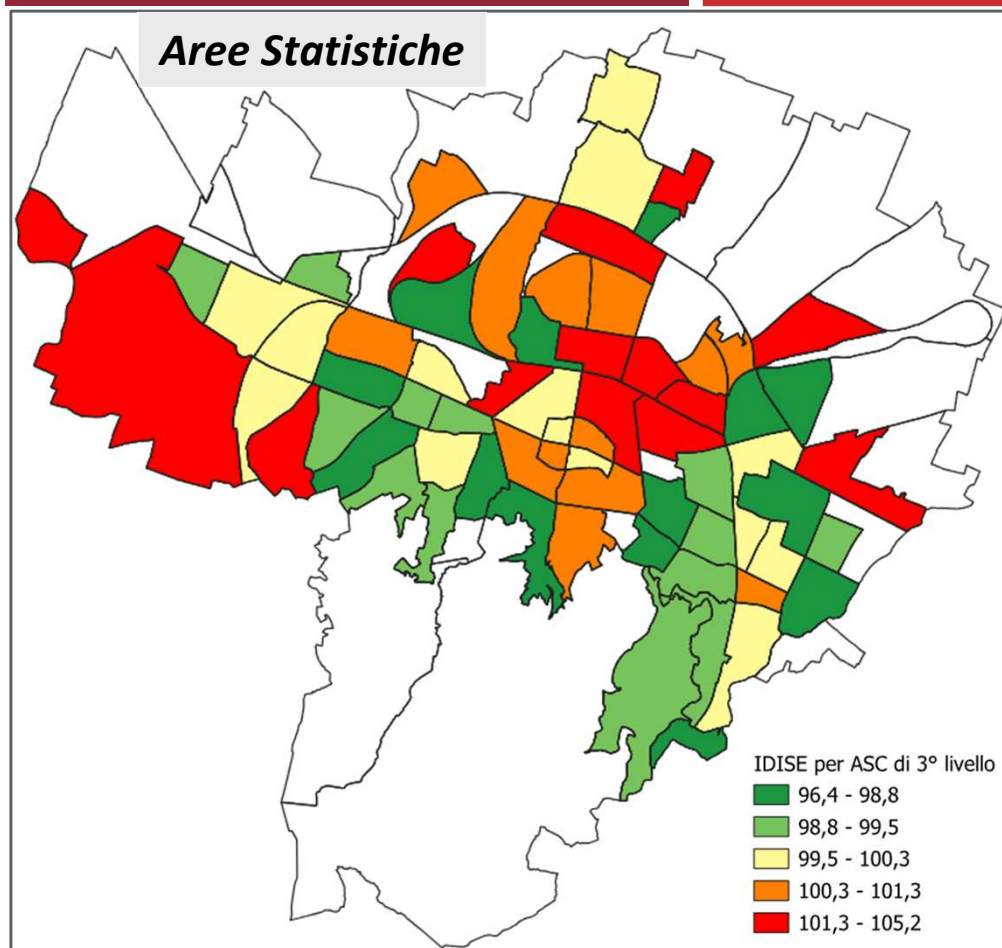 Aree Statistiche
IDISE per ASC di 3° livello
96,4 - 98,8
98,8 - 99,5
99,5 - 100,3
100,3 - 101,3
101,3 - 105,2